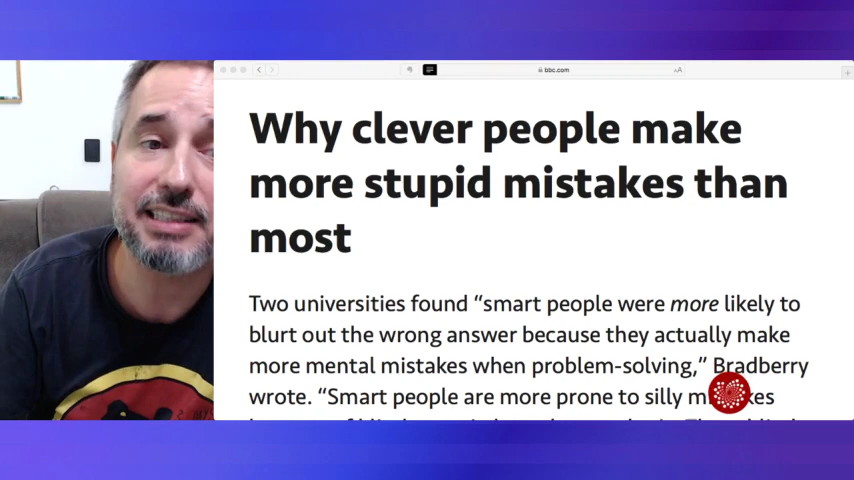 bbc.com
AA
Why clever people make
more stupid mistakes than
most
Two universities found “smart people were more likely to
blurt out the wrong answer because they actually make
more mental mistakes when problem-solving,” Bradberry
wrote. “Smart people are more prone to silly